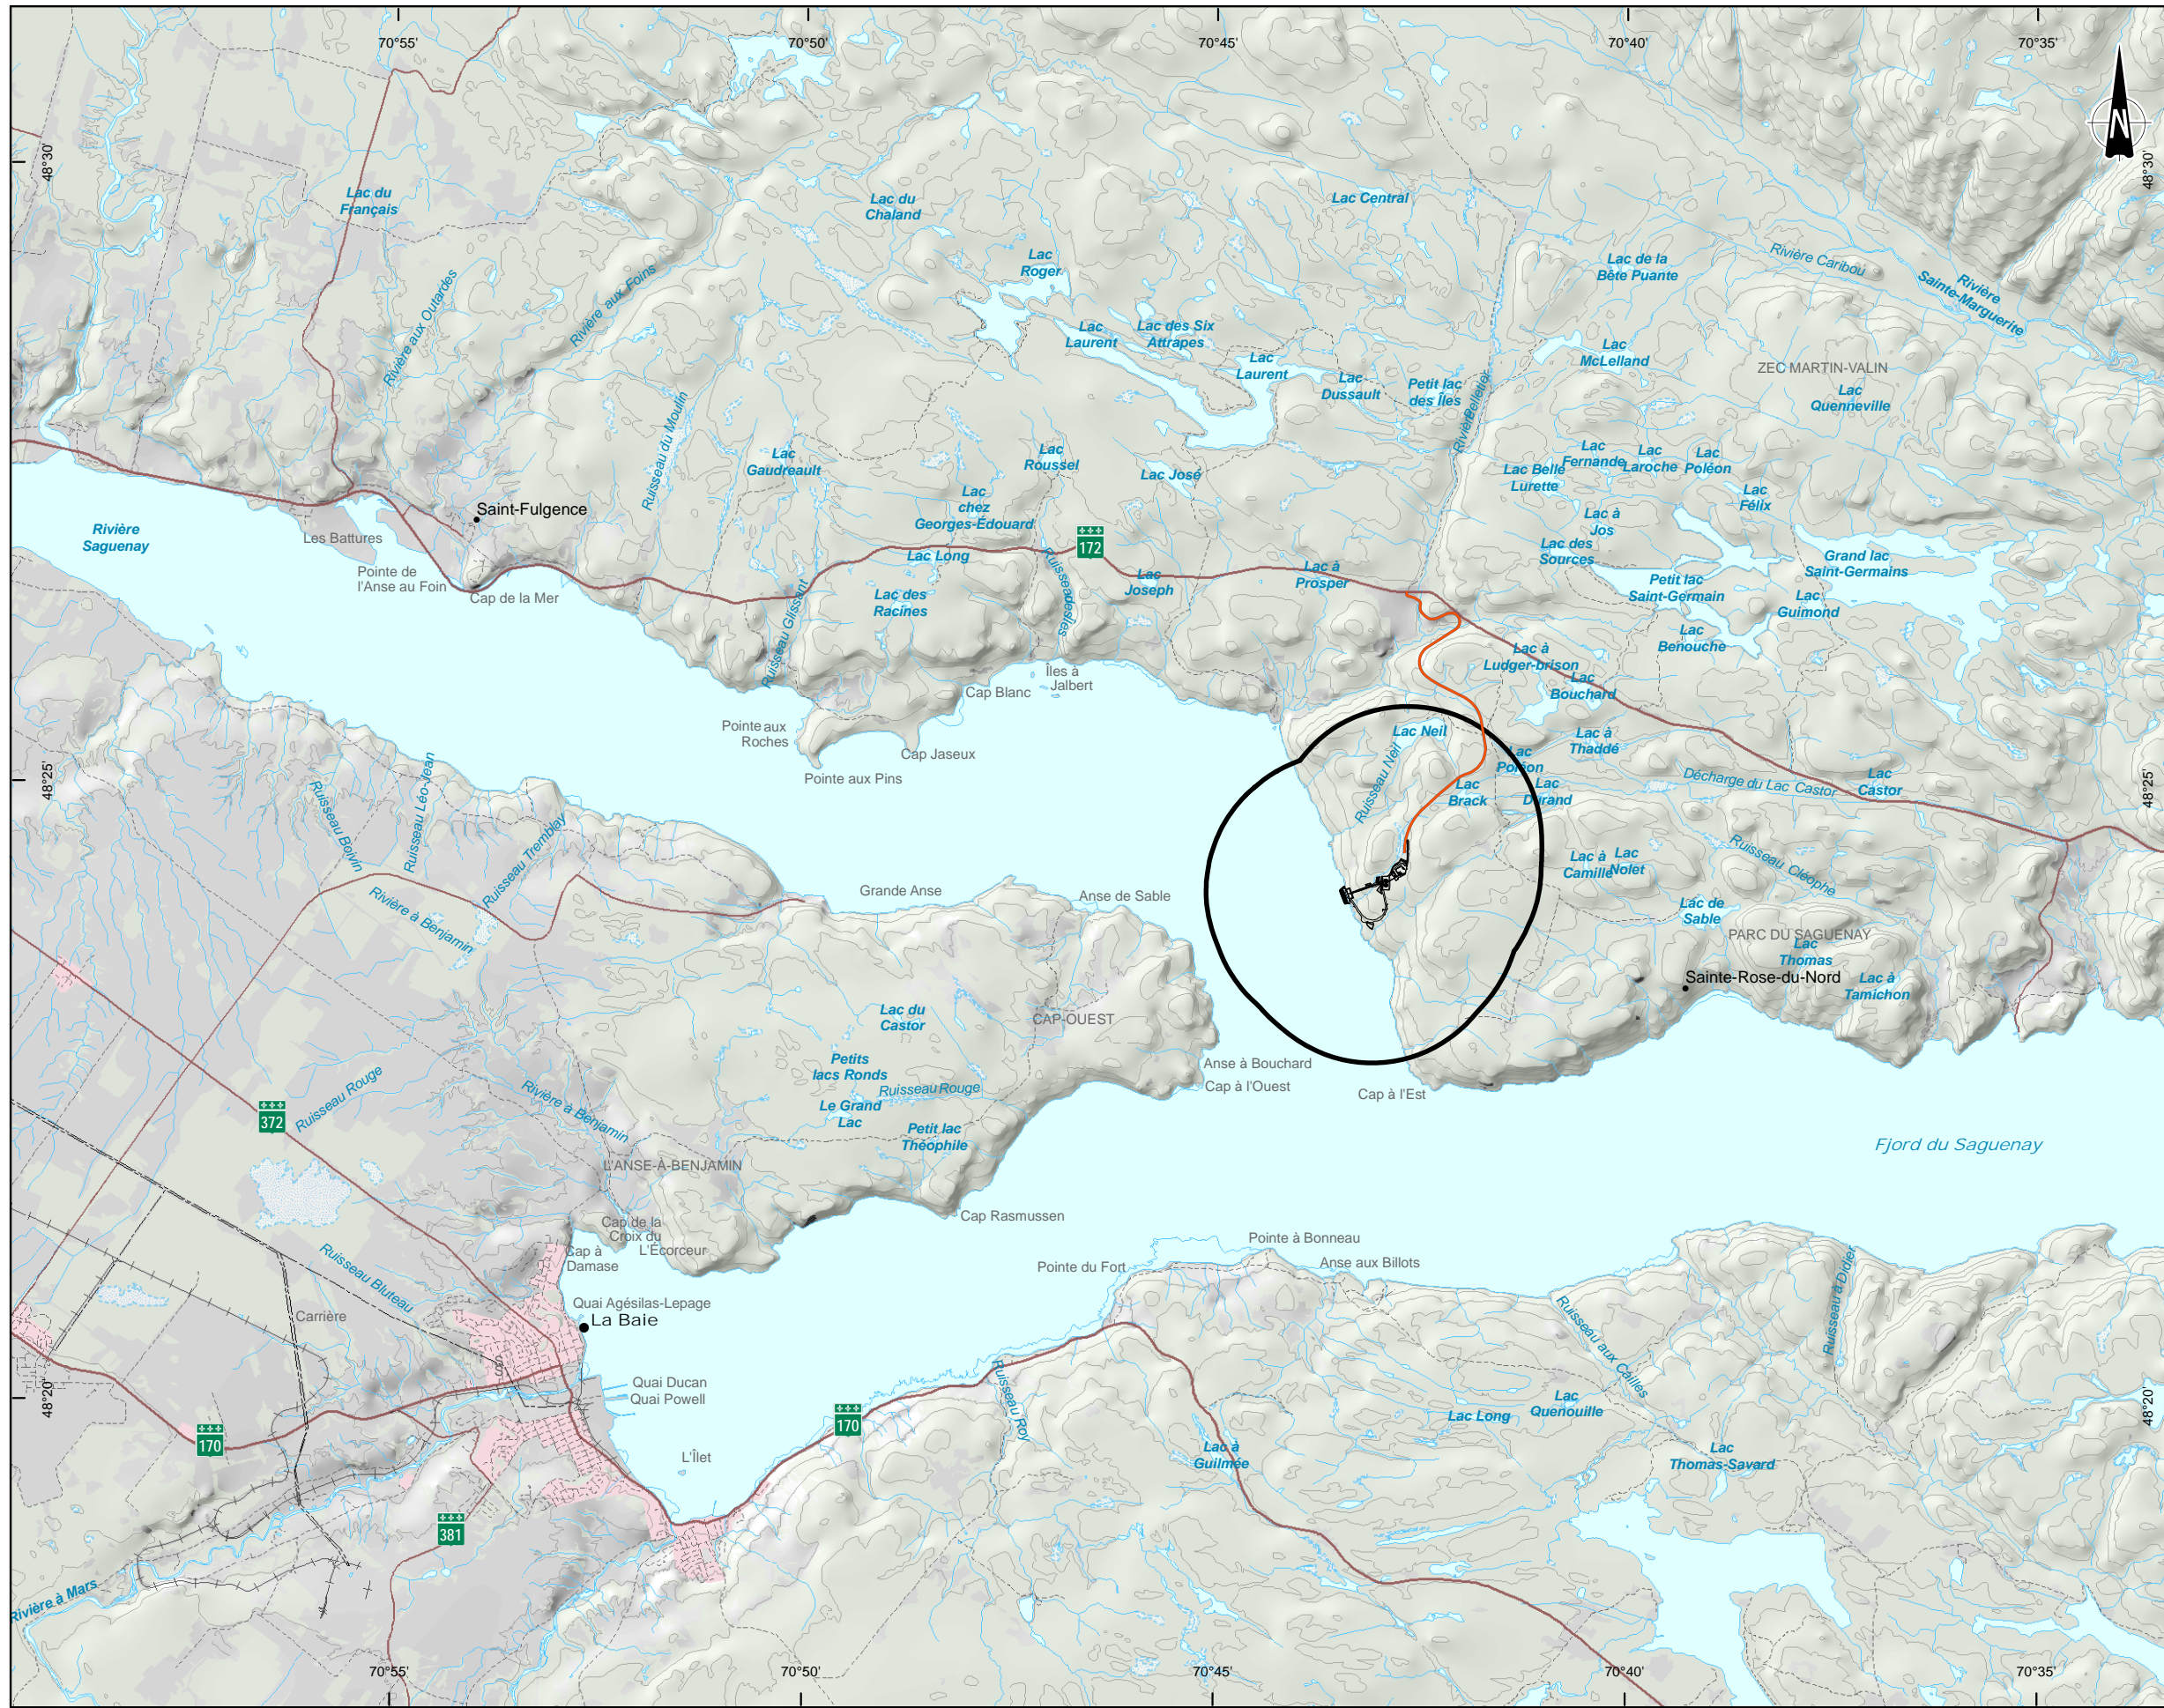 70°55'
70°50'
70°45'
70°40'
70°35'
N
48°30'
48°30'
Lac du
Français
Lac du
Chaland
Lac Central
Lac
Roger
Lac de la
Bête Puante
Rivière Caribou
Rivière
Sainte-Marguerite
Rivière aux Outardes
Rivière aux Foins
Lac
Laurent
Lac des Six
Attrapes
Lac
Laurent
Lac
Dussault
Petit lac
des Îles
Lac
McLelland
ZEC MARTIN-VALIN
Lac
Quenneville
Ruisseau du Moulin
Lac
Gaudreault
Lac
Roussel
Lac José
Lac Belle
Lurette
Lac
Fernande
Lac
Laroche
Lac
Poléon
Lac
Félix
Saint-Fulgence
Lac
chez
Georges-Édouard
Lac à
Jos
Rivière
Saguenay
Les Battures
Pointe de
l'Anse au Foin
Cap de la Mer
Lac Long
172
Lac
Joseph
Lac à
Prosper
Lac des
Sources
Petit lac
Saint-Germain
Grand lac
Saint-Germains
Lac
Guimond
Lac des
Racines
Ruisseau Glissant
Lac
Benouche
Lac à
Ludger-brison
Lac
Bouchard
Îles à
Jalbert
Cap Blanc
Pointe aux
Roches
Cap Jaseux
Pointe aux Pins
Lac Neil
Ruisseau Neil
Lac à
Thaddé
Lac
Poléon
Lac
Brack
Lac
Durand
Décharge du Lac Castor
Lac
Castor
48°25'
48°25'
Ruisseau Boivin
Ruisseau Léo-Jean
Ruisseau Tremblay
Rivière à Benjamin
Grande Anse
Anse de Sable
Lac à
Camille
Lac
Nolet
Ruisseau Cléophe
Lac de
Sable
PARC DU SAGUENAY
Lac
Thomas
Sainte-Rose-du-Nord
Lac à
Tamichon
Lac du
Castor
CAP-OUEST
Petits
lacs Ronds
Ruisseau Rouge
Le Grand
Lac
Petit lac
Théophile
Anse à Bouchard
Cap à l'Ouest
Cap à l'Est
Fjord du Saguenay
372
Ruisseau Rouge
Rivière à Benjamin
L'ANSE-À-BENJAMIN
Cap Rasmussen
Cap de la
Croix du
L'Écorceur
Cap à
Damase
Pointe à Bonneau
Pointe du Fort
Anse aux Billots
Ruisseau à Didier
Ruisseau Bluteau
Carrière
Quai Agésilas-Lepage
La Baie
Ruisseau aux Cailles
48°20'
48°20'
Quai Ducan
Quai Powell
170
170
Ruisseau Roy
L'Îlet
Lac à
Guilmée
Lac Long
Lac
Quenouille
Lac
Thomas-Savard
381
Rivière à Mars
70°55'
70°50'
70°45'
70°40'
70°35'